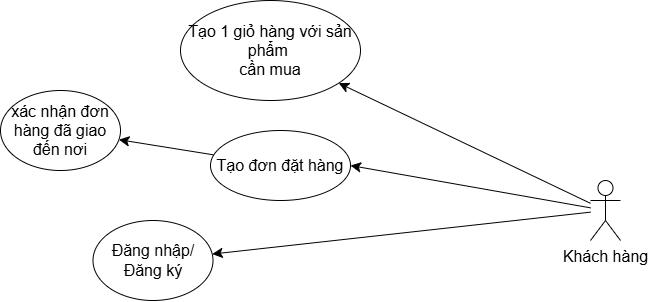 Tạo 1 giỏ hàng với sản
phẩm
cần mua
xác nhận đơn
hàng đã giao
đến nơi
Tạo đơn đặt hàng
Đăng nhập/
Đăng ký
Khách hàng